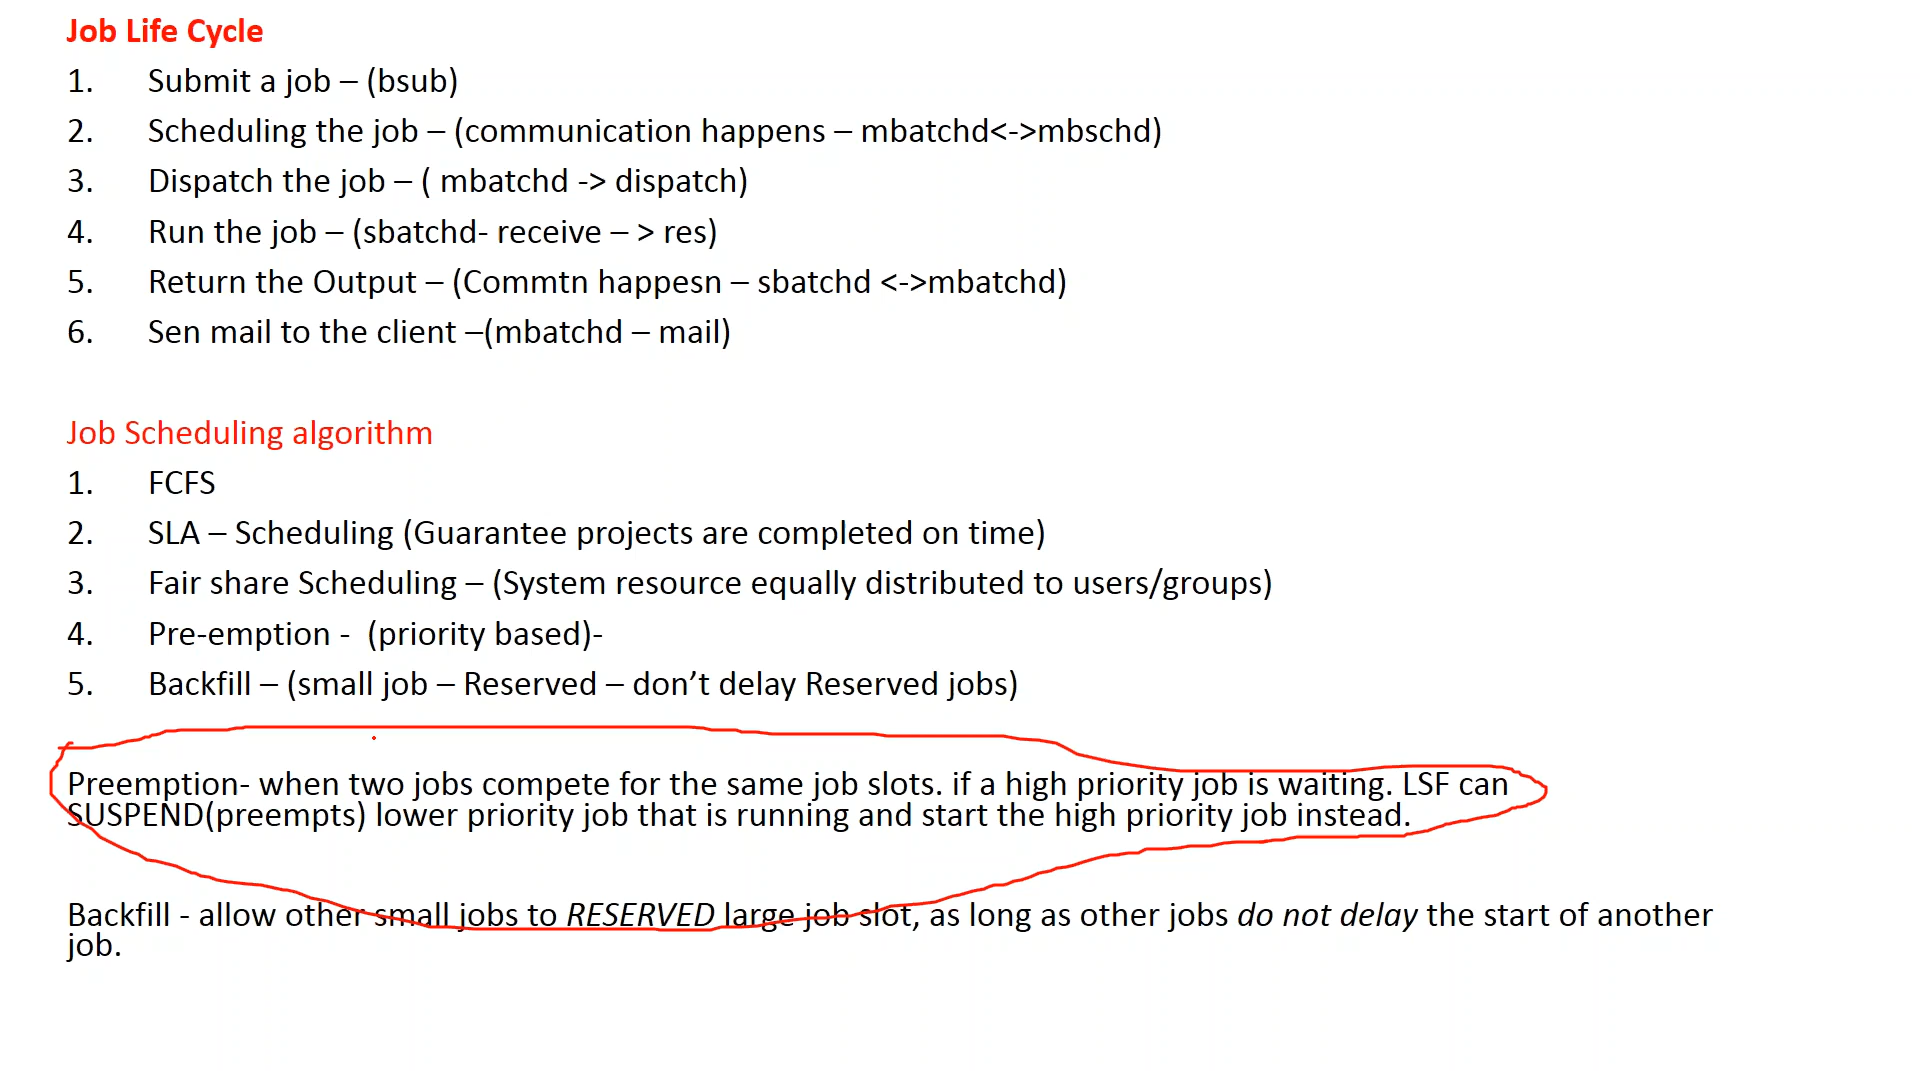 Job Life Cycle
1. Submit a job – (bsub)
2. Scheduling the job – (communication happens – mbatchd<->mbschd)
3. Dispatch the job – ( mbatchd -> dispatch)
4. Run the job – (sbatchd- receive – > res)
5. Return the Output – (Commtn happesn – sbatchd <->mbatchd)
6. Sen mail to the client –(mbatchd – mail)
Job Scheduling algorithm
1. FCFS
2. SLA – Scheduling (Guarantee projects are completed on time)
3. Fair share Scheduling – (System resource equally distributed to users/groups)
4. Pre-emption - (priority based)-
5. Backfill – (small job – Reserved – don’t delay Reserved jobs)
Preemption- when two jobs compete for the same job slots. if a high priority job is waiting. LSF can
SUSPEND(preempts) lower priority job that is running and start the high priority job instead.
Backfill - allow other small jobs to RESERVED large job slot, as long as other jobs do not delay the start of another
job.